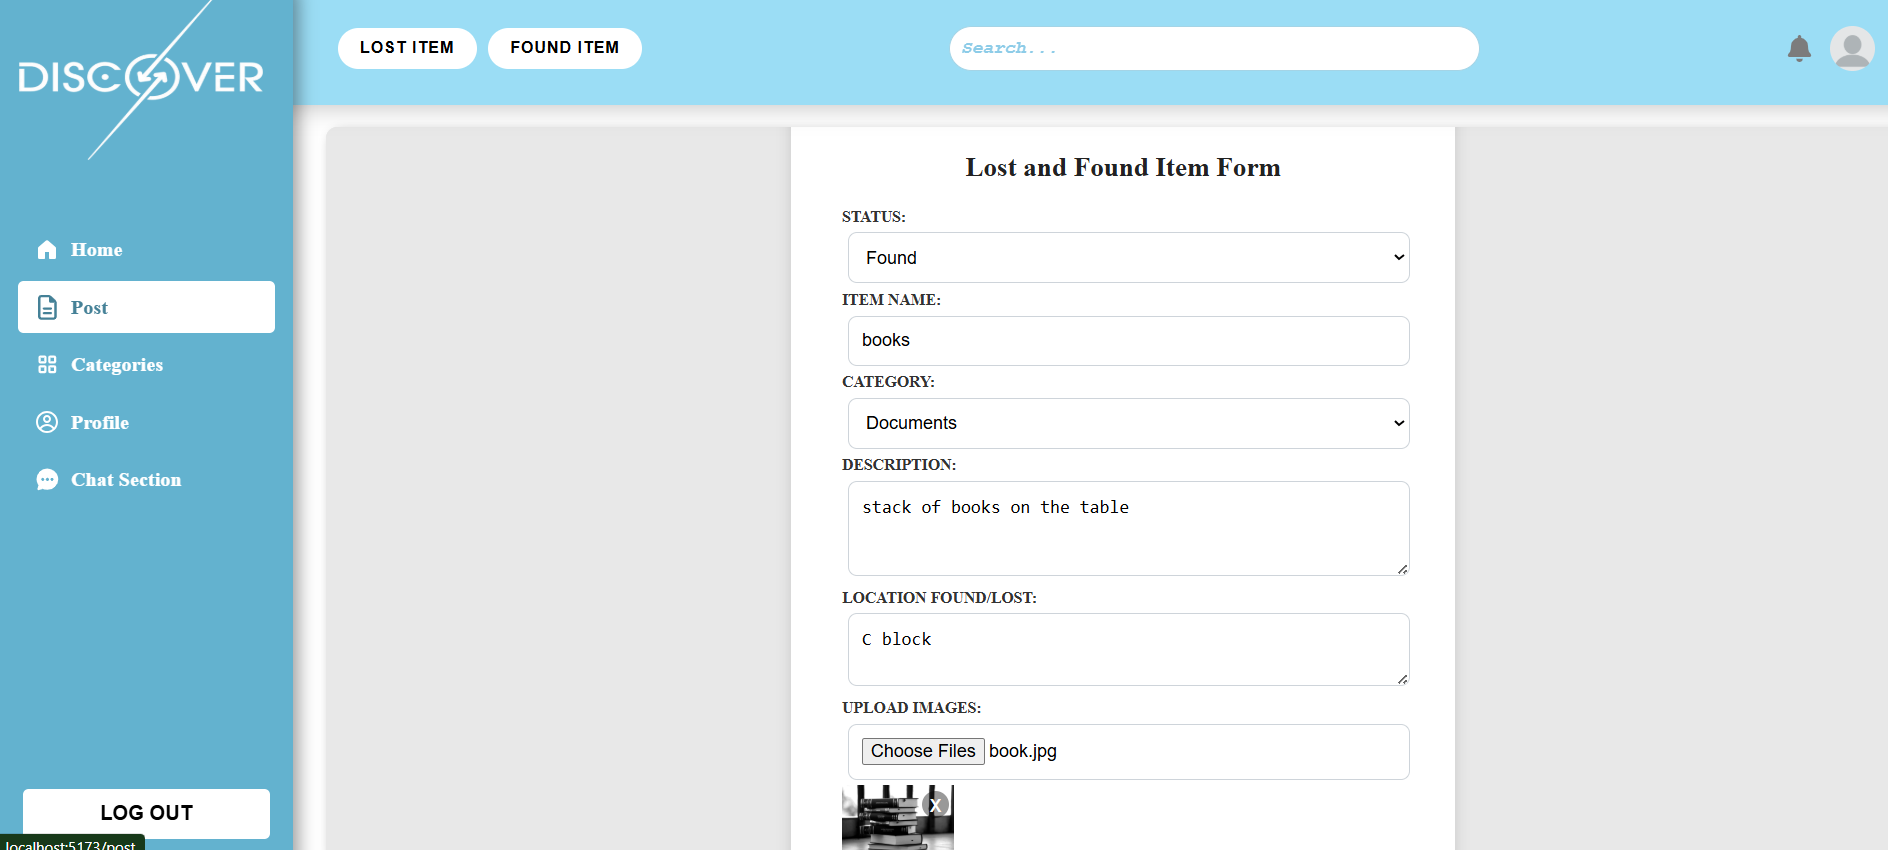 DISCOVER
LOST ITEM
FOUND ITEM
Search...
Home
Post
Categories
Profile
Chat Section
LOG OUT
localhost:5173/post
Lost and Found Item Form
STATUS:
Found
ITEM NAME:
books
CATEGORY:
Documents
DESCRIPTION:
stack of books on the table
LOCATION FOUND/LOST:
C block
UPLOAD IMAGES:
Choose Files book.jpg
X